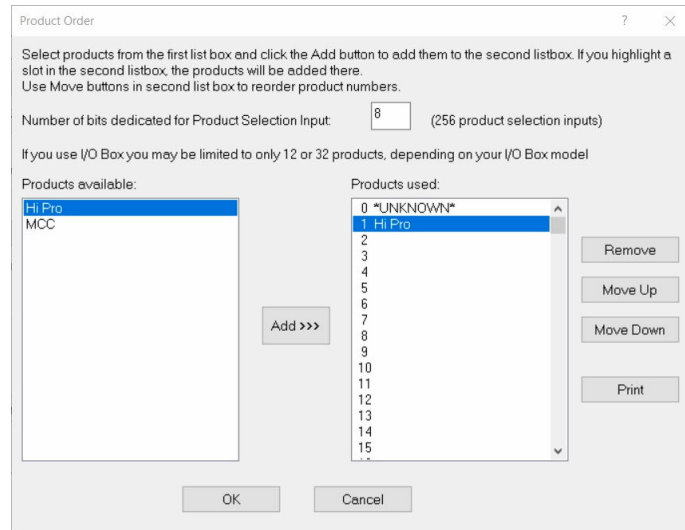 Product Order
?
Select products from the first list box and click the Add button to add them to the second listbox. If you highlight a
slot in the second listbox, the products will be added there.
Use Move buttons in second list box to reorder product numbers.
Number of bits dedicated for Product Selection Input: 8 (256 product selection inputs)
If you use I/O Box you may be limited to only 12 or 32 products, depending on your I/O Box model
Products available:
Hi Pro
MCC
Add >>>
Products used:
0 *UNKNOWN*
1 Hi Pro
2
3
4
5
6
7
8
9
10
11
12
13
14
15
Remove
Move Up
Move Down
Print
OK
Cancel